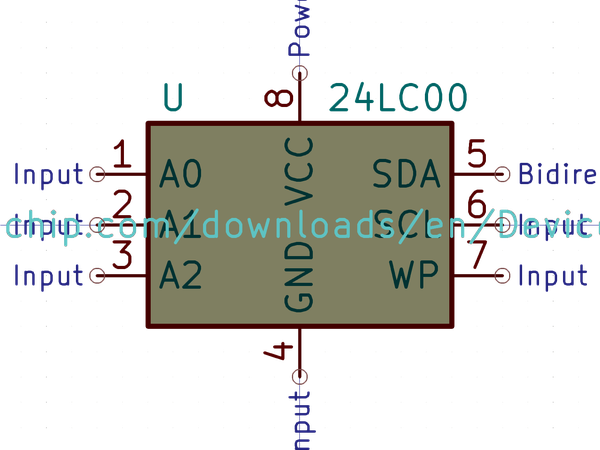 Pow
U 8 24LC00
VCC
Input 1 A0 SDA 5 Bidire
Input 2 A1 SCL 6 Input
chip.com/downloads/en/Devic
Input 3 A2 WP 7 Input
GND
4
nput